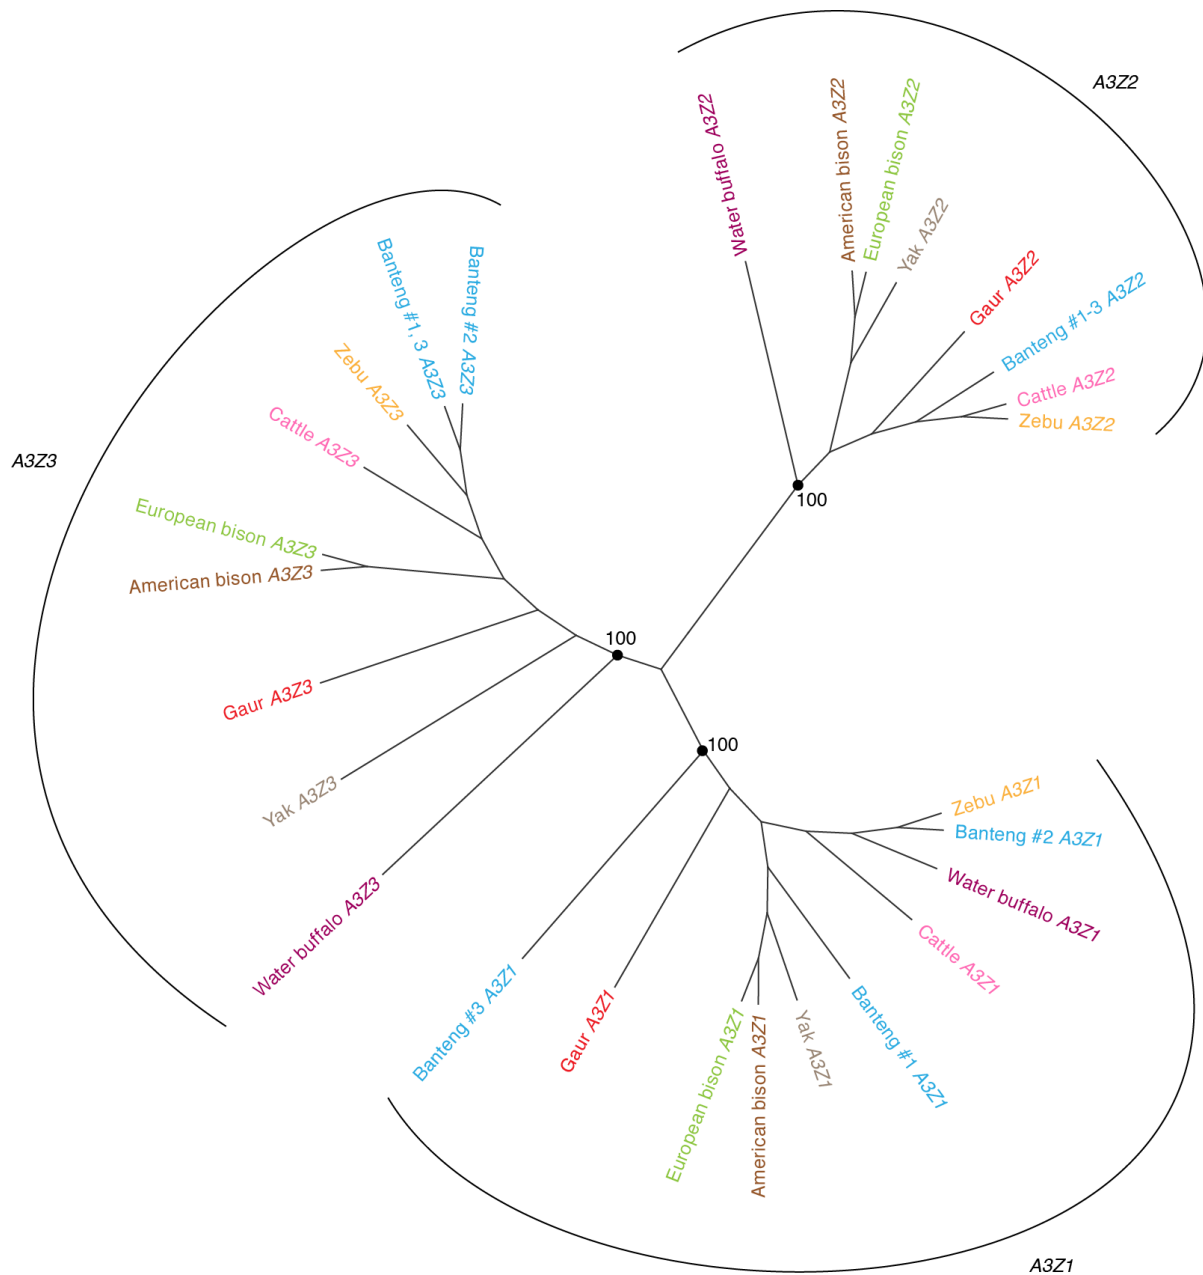 A3Z2
Water buffalo A3Z2
American bison A3Z2
European bison A3Z2
Yak A3Z2
Gaur A3Z2
Banteng #1-3 A3Z2
Cattle A3Z2
Zebu A3Z2
100
A3Z3
Banteng #2 A3Z3
Banteng #1, 3 A3Z3
Zebu A3Z3
Cattle A3Z3
European bison A3Z3
American bison A3Z3
Gaur A3Z3
Yak A3Z3
Water buffalo A3Z3
100
100
Zebu A3Z1
Banteng #2 A3Z1
Water buffalo A3Z1
Cattle A3Z1
Banteng #1 A3Z1
Yak A3Z1
American bison A3Z1
European bison A3Z1
Gaur A3Z1
Banteng #3 A3Z1
A3Z1